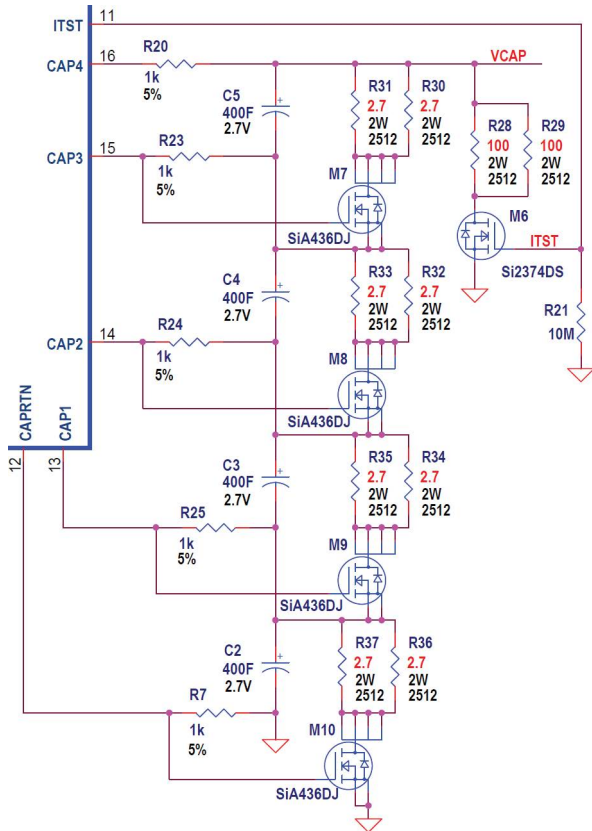 ITST
11
CAP4
16
R20
1k
5%
VCAP
C5
400F
2.7V
R31
2.7
2W
2512
R30
2.7
2W
2512
R28
100
2W
2512
R29
100
2W
2512
CAP3
15
R23
1k
5%
M7
SiA436DJ
M6
ITST
Si2374DS
C4
400F
2.7V
R33
2.7
2W
2512
R32
2.7
2W
2512
R21
10M
CAP2
14
R24
1k
5%
M8
SiA436DJ
CAPRTN
12
CAP1
13
C3
400F
2.7V
R35
2.7
2W
2512
R34
2.7
2W
2512
R25
1k
5%
M9
SiA436DJ
C2
400F
2.7V
R37
2.7
2W
2512
R36
2.7
2W
2512
R7
1k
5%
M10
SiA436DJ